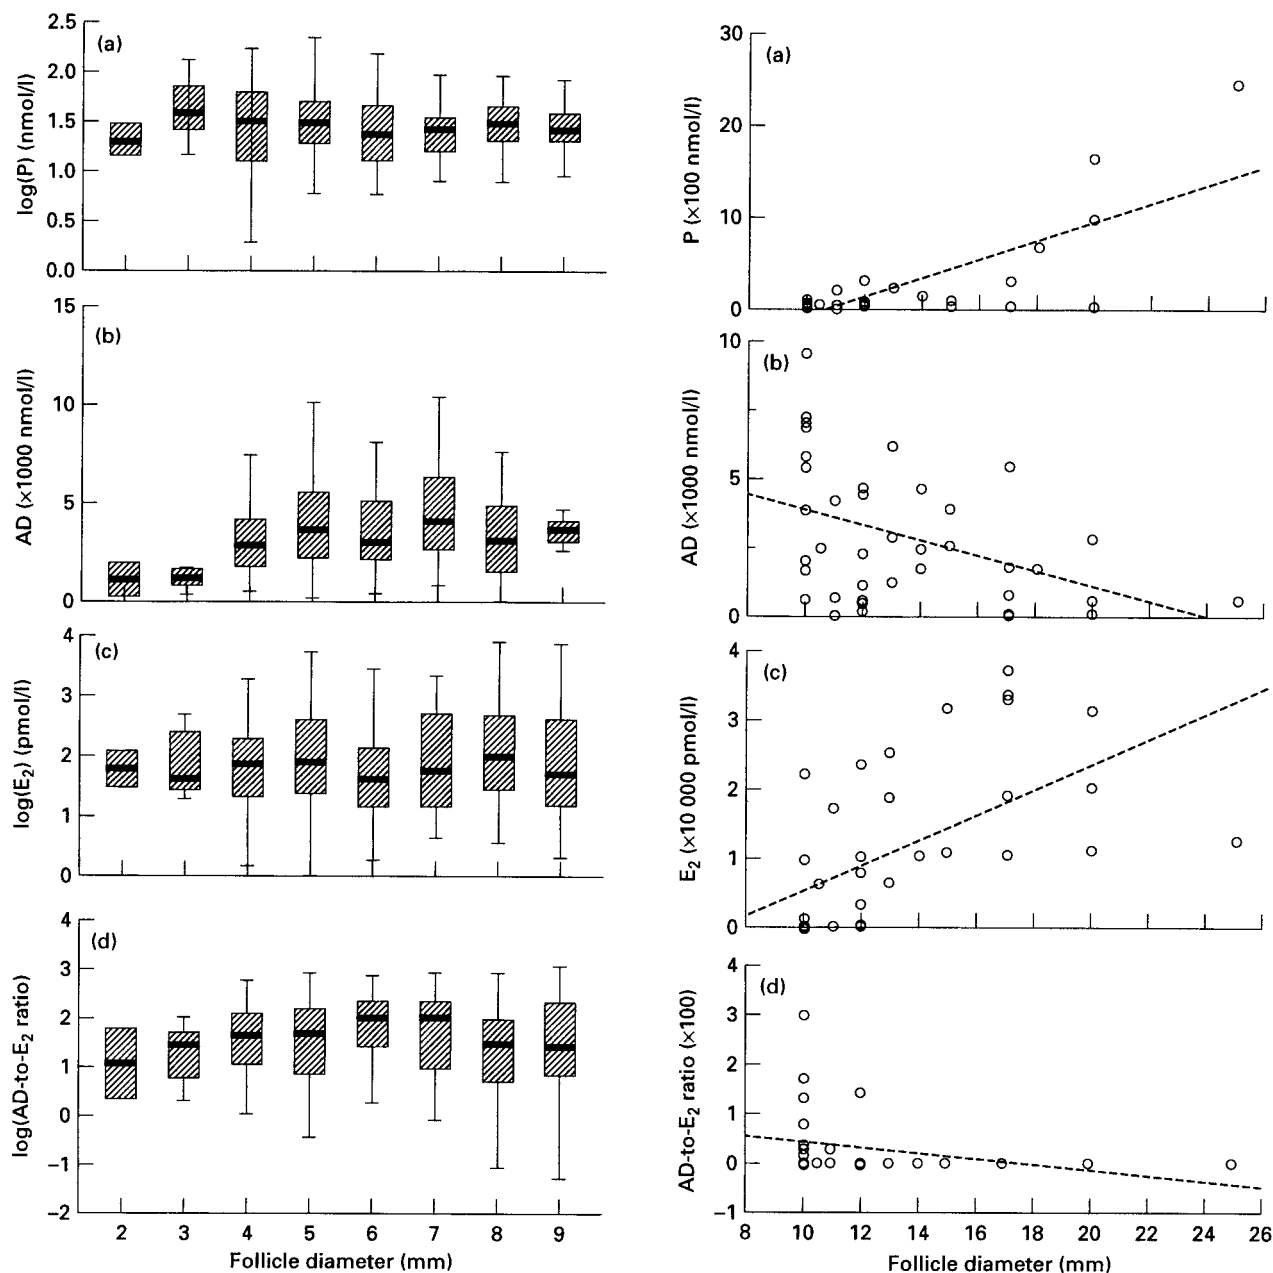 (a)
log(P) (nmol/l)
2.5
2.0
1.5
1.0
0.5
0.0
(b)
AD (×1000 nmol/l)
15
10
5
0
(c)
log(E₂) (pmol/l)
4
3
2
1
0
(d)
log(AD-to-E₂ ratio)
4
3
2
1
0
−1
−2
2 3 4 5 6 7 8 9
Follicle diameter (mm)
(a)
P (×100 nmol/l)
30
20
10
0
(b)
AD (×1000 nmol/l)
10
5
0
(c)
E₂ (×10 000 pmol/l)
4
3
2
1
0
(d)
AD-to-E₂ ratio (×100)
4
3
2
1
0
−1
8 10 12 14 16 18 20 22 24 26
Follicle diameter (mm)